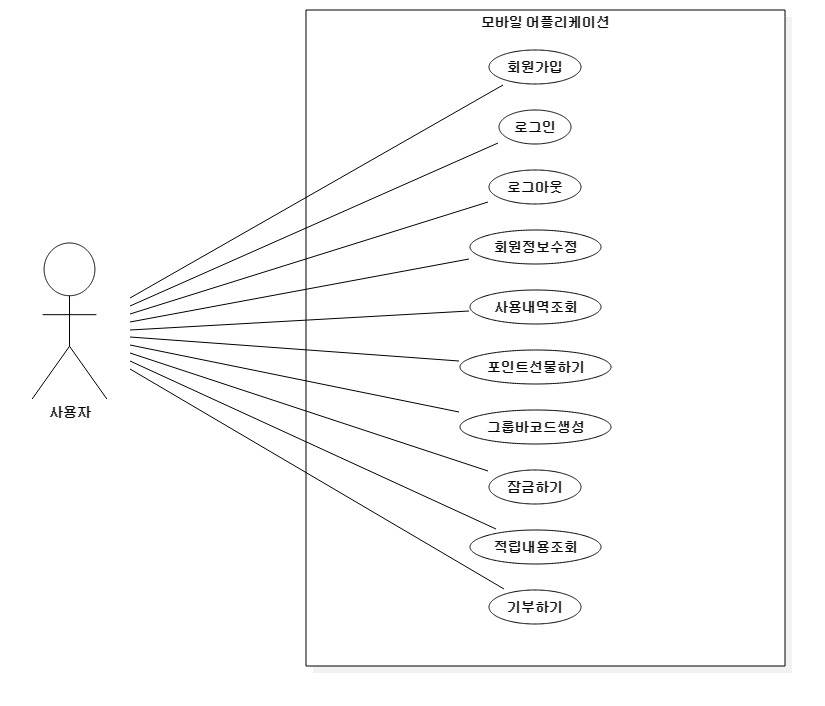 모바일 어플리케이션
회원가입
로그인
로그아웃
회원정보수정
사용내역조회
포인트선물하기
그룹바코드생성
잠금하기
적립내용조회
기부하기
사용자